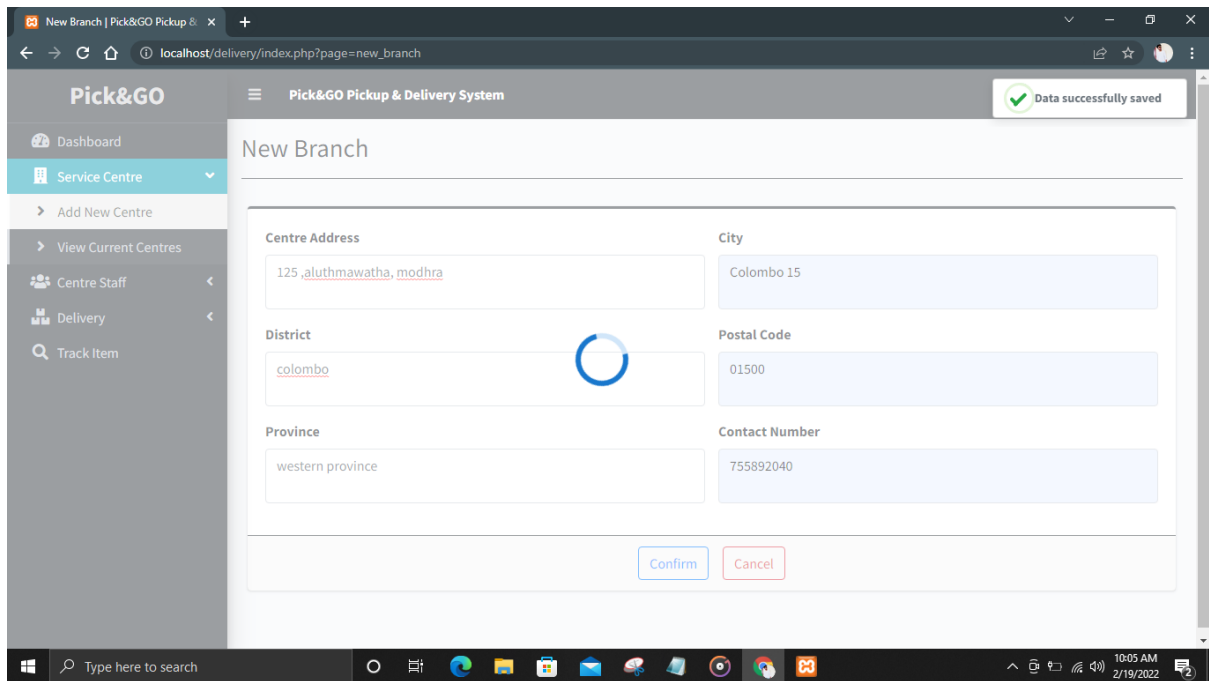 New Branch | Pick&GO Pickup &
localhost/delivery/index.php?page=new_branch
Pick&GO
Pick&GO Pickup & Delivery System
Data successfully saved
Dashboard
Service Centre
Add New Centre
View Current Centres
Centre Staff
Delivery
Track Item
New Branch
Centre Address
City
125 ,aluthmawatha, modhra
Colombo 15
District
Postal Code
colombo
01500
Province
Contact Number
western province
755892040
Confirm
Cancel
Type here to search
10:05 AM
2/19/2022
2